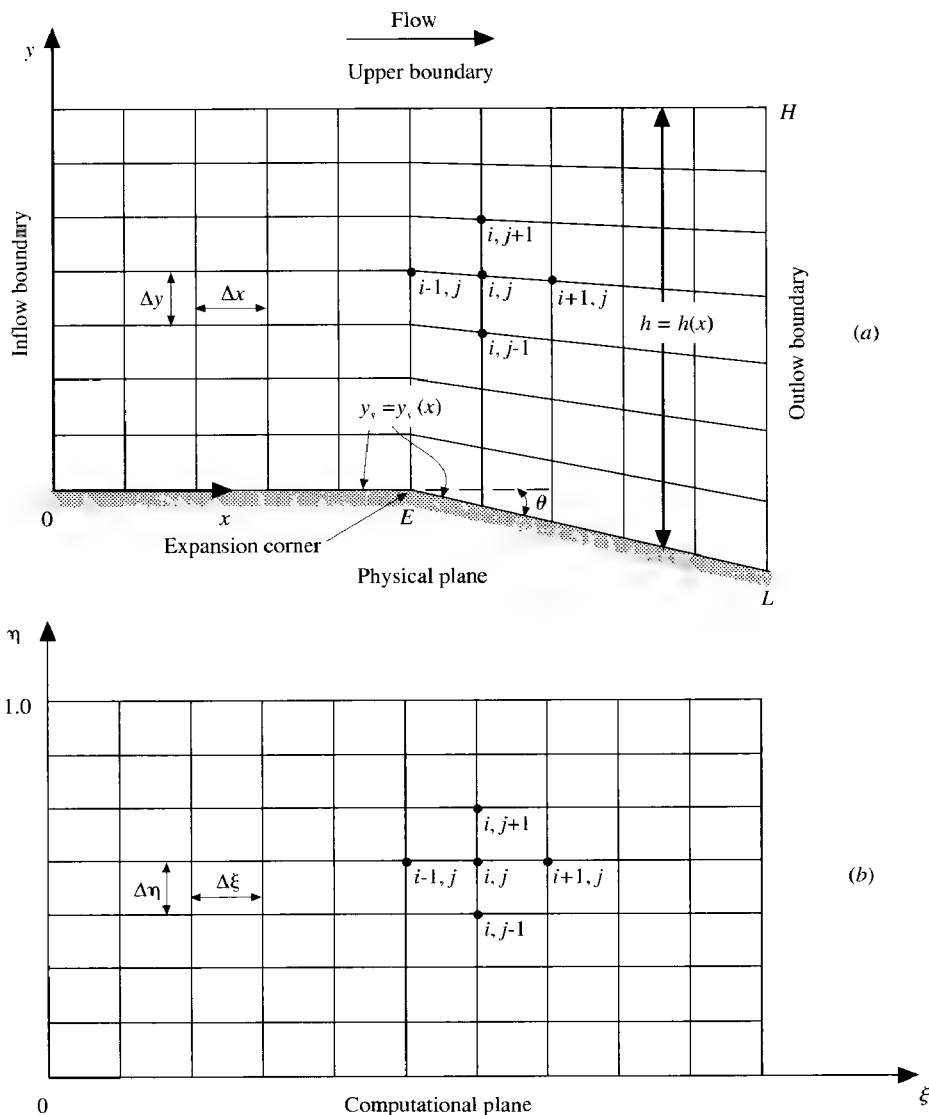 Flow
y
Upper boundary
H
Inflow boundary
i, j+1
Δy
Δx
i-1, j
i, j
i+1, j
h = h(x)
Outlow boundary
(a)
i, j-1
y_s = y_s (x)
0
x
E
θ
Expansion corner
Physical plane
L
η
1.0
i, j+1
Δη
Δξ
i-1, j
i, j
i+1, j
(b)
i, j-1
0
Computational plane
ξ